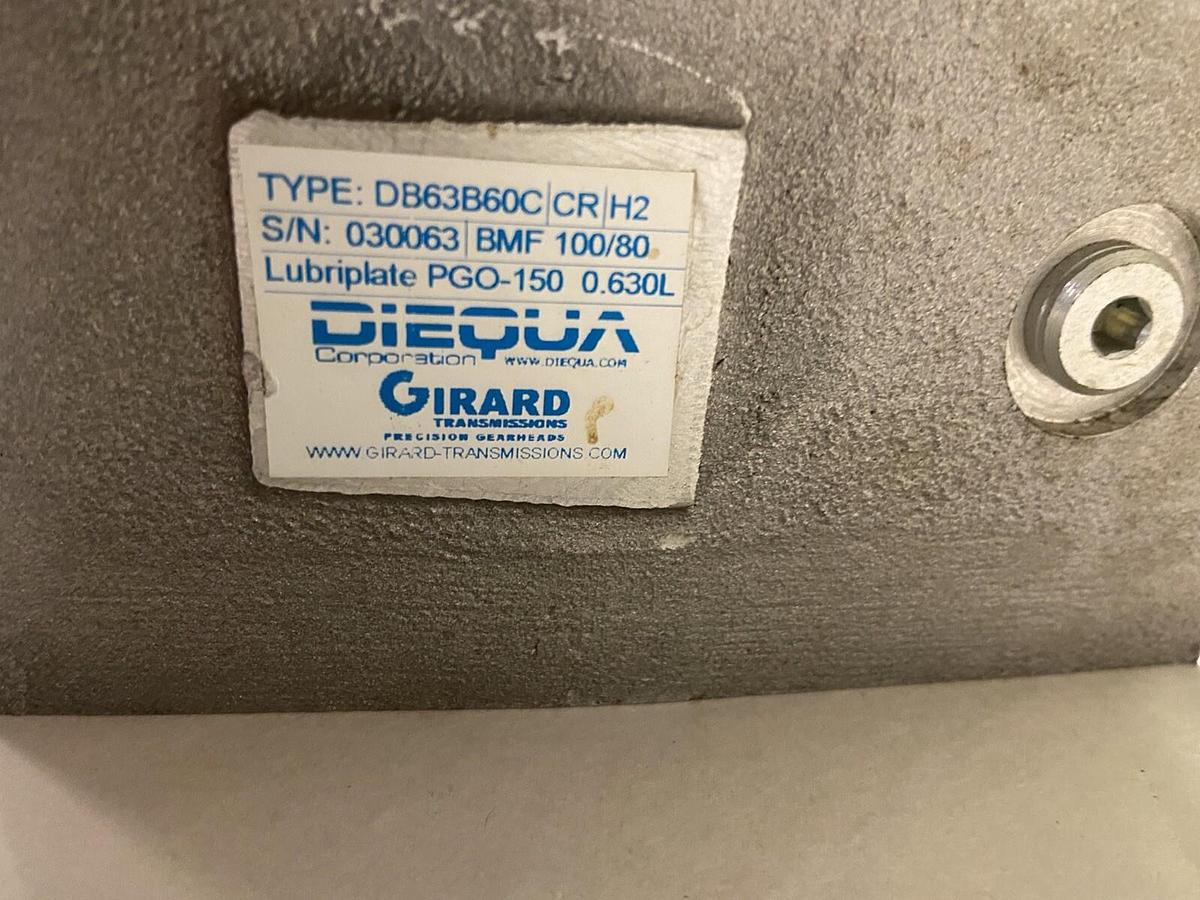 TYPE: DB63B60C|CR|H2
S/N: 030063|BMF 100/80
Lubriplate PGO-150 0.630L
DIEQUA
Corporation WWW.DIEQUA.COM
GIRARD
TRANSMISSIONS
PRECISION GEARHEADS
WWW.GIRARD-TRANSMISSIONS.COM